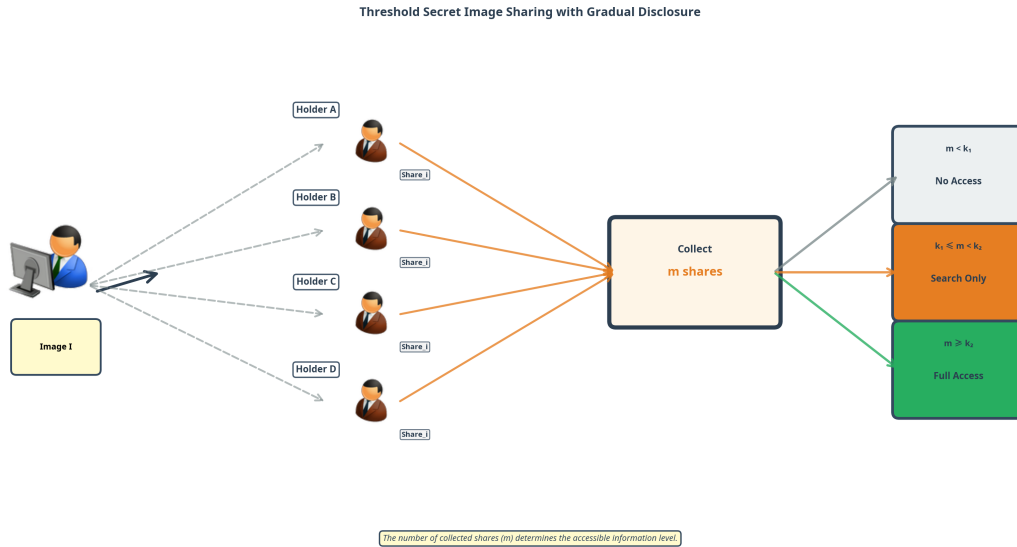 Threshold Secret Image Sharing with Gradual Disclosure
Holder A
Share_i
Holder B
Share_i
Holder C
Share_i
Holder D
Share_i
Image I
Collect
m shares
m < k₁
No Access
k₁ ⩽ m < k₂
Search Only
m ⩾ k₂
Full Access
The number of collected shares (m) determines the accessible information level.